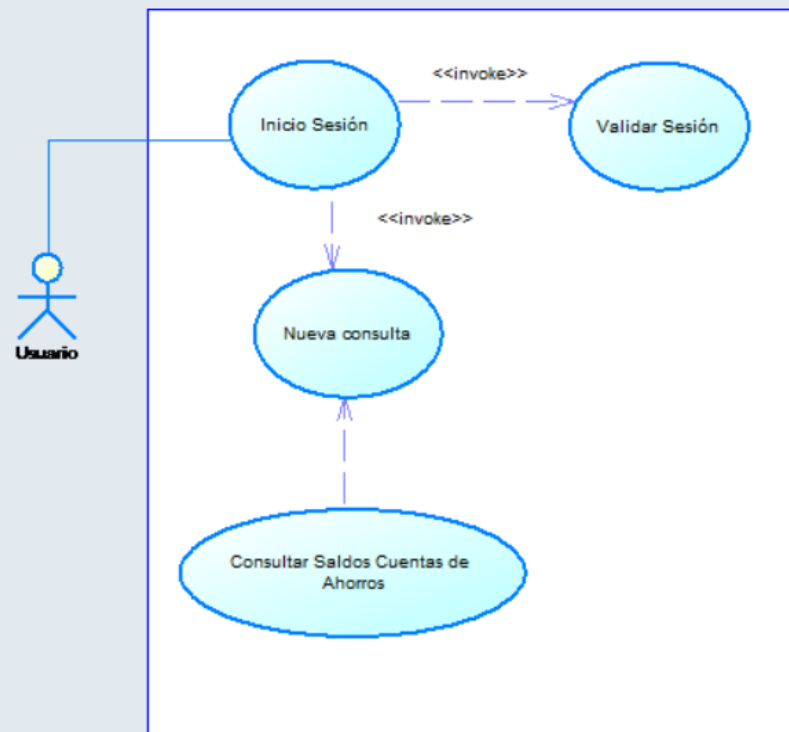 <<invoke>>
Inicio Sesión
Validar Sesión
<<invoke>>
Nueva consulta
Usuario
Consultar Saldos Cuentas de
Ahorros